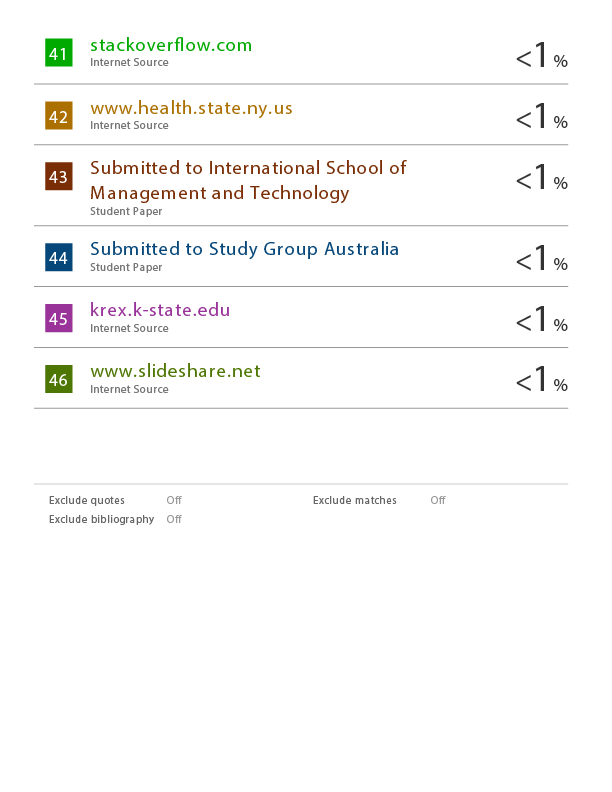 41 stackoverflow.com <1%
Internet Source
42 www.health.state.ny.us <1%
Internet Source
43 Submitted to International School of <1%
Management and Technology
Student Paper
44 Submitted to Study Group Australia <1%
Student Paper
45 krex.k-state.edu <1%
Internet Source
46 www.slideshare.net <1%
Internet Source
Exclude quotes Off Exclude matches Off
Exclude bibliography Off